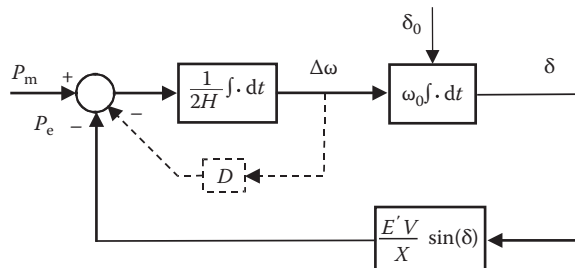 δ₀
Pₘ
+
1/2H ∫· dt
Δω
ω₀∫· dt
δ
Pₑ
−
−
D
E′V/X sin(δ)